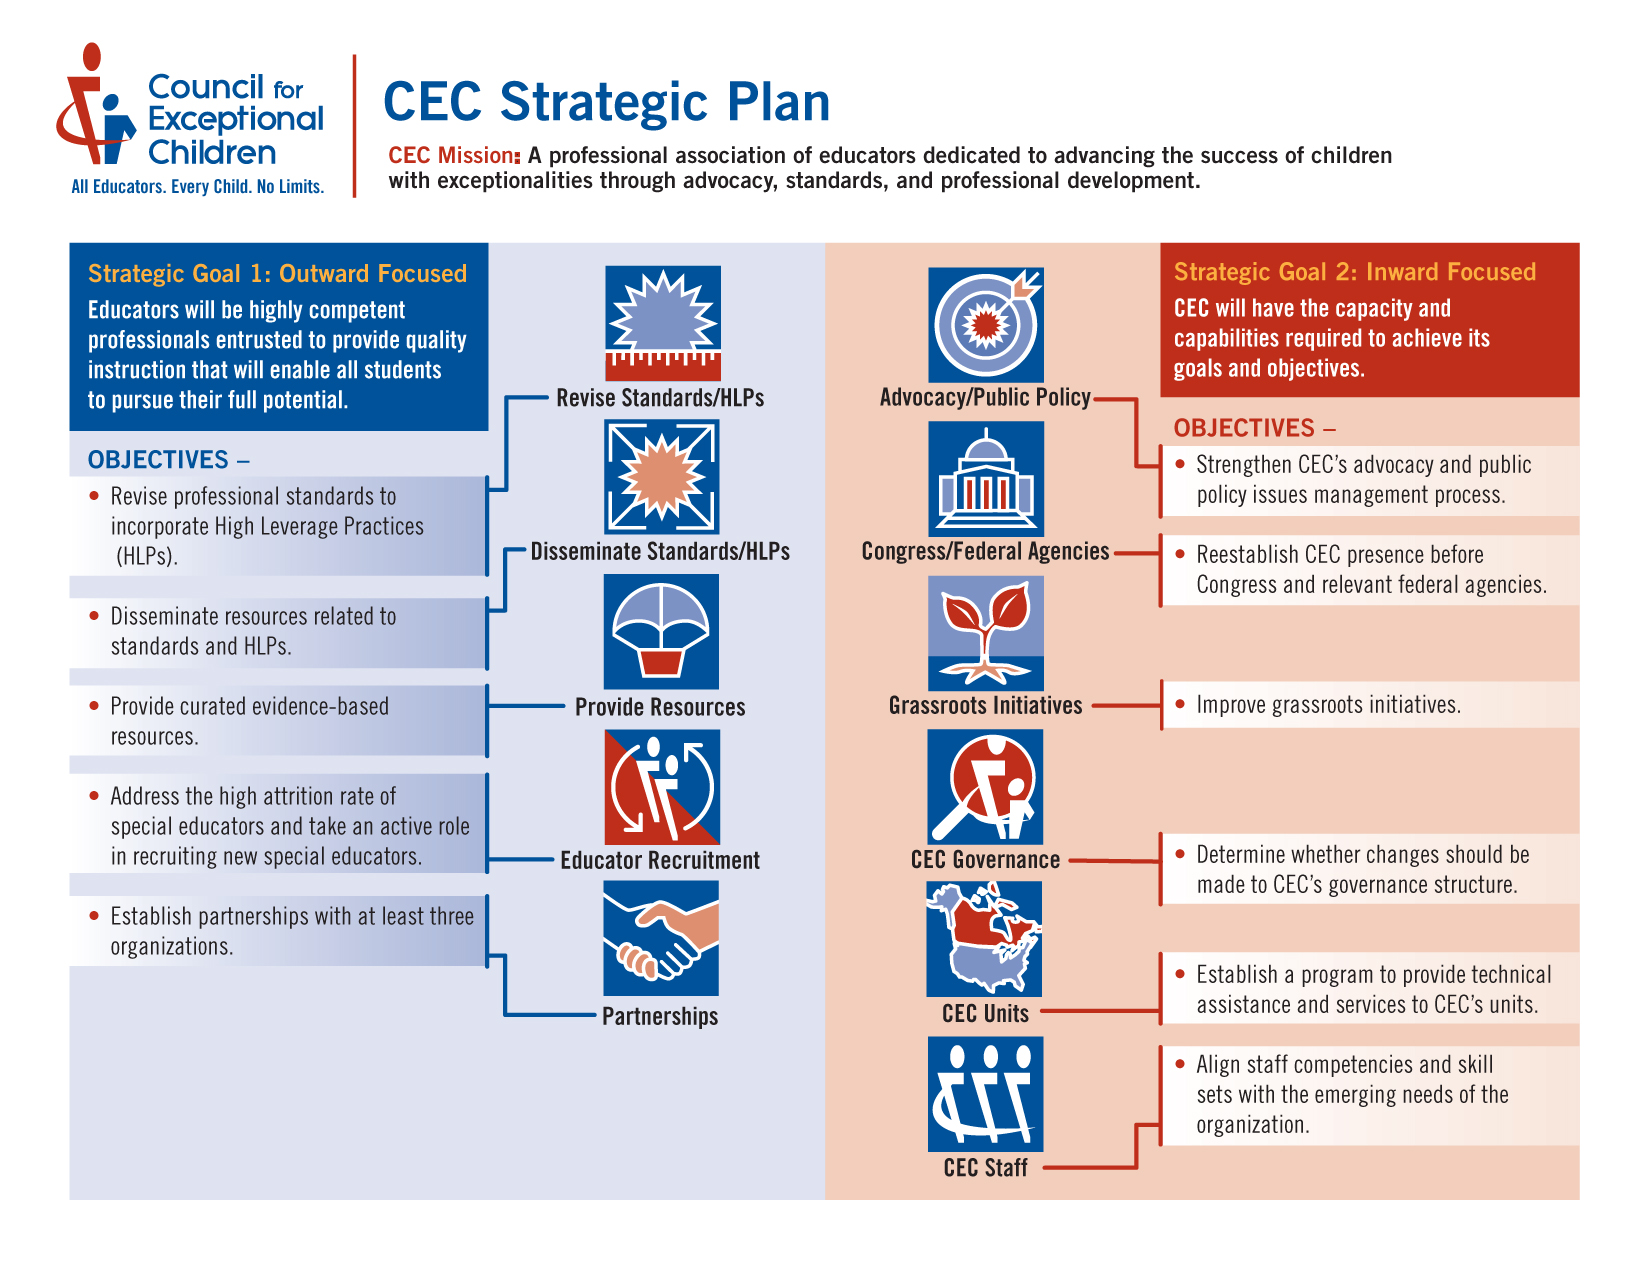 Council for
Exceptional
Children
All Educators. Every Child. No Limits.
CEC Strategic Plan
CEC Mission: A professional association of educators dedicated to advancing the success of children
with exceptionalities through advocacy, standards, and professional development.
Strategic Goal 1: Outward Focused
Educators will be highly competent
professionals entrusted to provide quality
instruction that will enable all students
to pursue their full potential.
OBJECTIVES –
• Revise professional standards to
incorporate High Leverage Practices
(HLPs).
• Disseminate resources related to
standards and HLPs.
• Provide curated evidence-based
resources.
• Address the high attrition rate of
special educators and take an active role
in recruiting new special educators.
• Establish partnerships with at least three
organizations.
Revise Standards/HLPs
Disseminate Standards/HLPs
Provide Resources
Educator Recruitment
Partnerships
Advocacy/Public Policy
Congress/Federal Agencies
Grassroots Initiatives
CEC Governance
CEC Units
CEC Staff
Strategic Goal 2: Inward Focused
CEC will have the capacity and
capabilities required to achieve its
goals and objectives.
OBJECTIVES –
• Strengthen CEC’s advocacy and public
policy issues management process.
• Reestablish CEC presence before
Congress and relevant federal agencies.
• Improve grassroots initiatives.
• Determine whether changes should be
made to CEC’s governance structure.
• Establish a program to provide technical
assistance and services to CEC’s units.
• Align staff competencies and skill
sets with the emerging needs of the
organization.